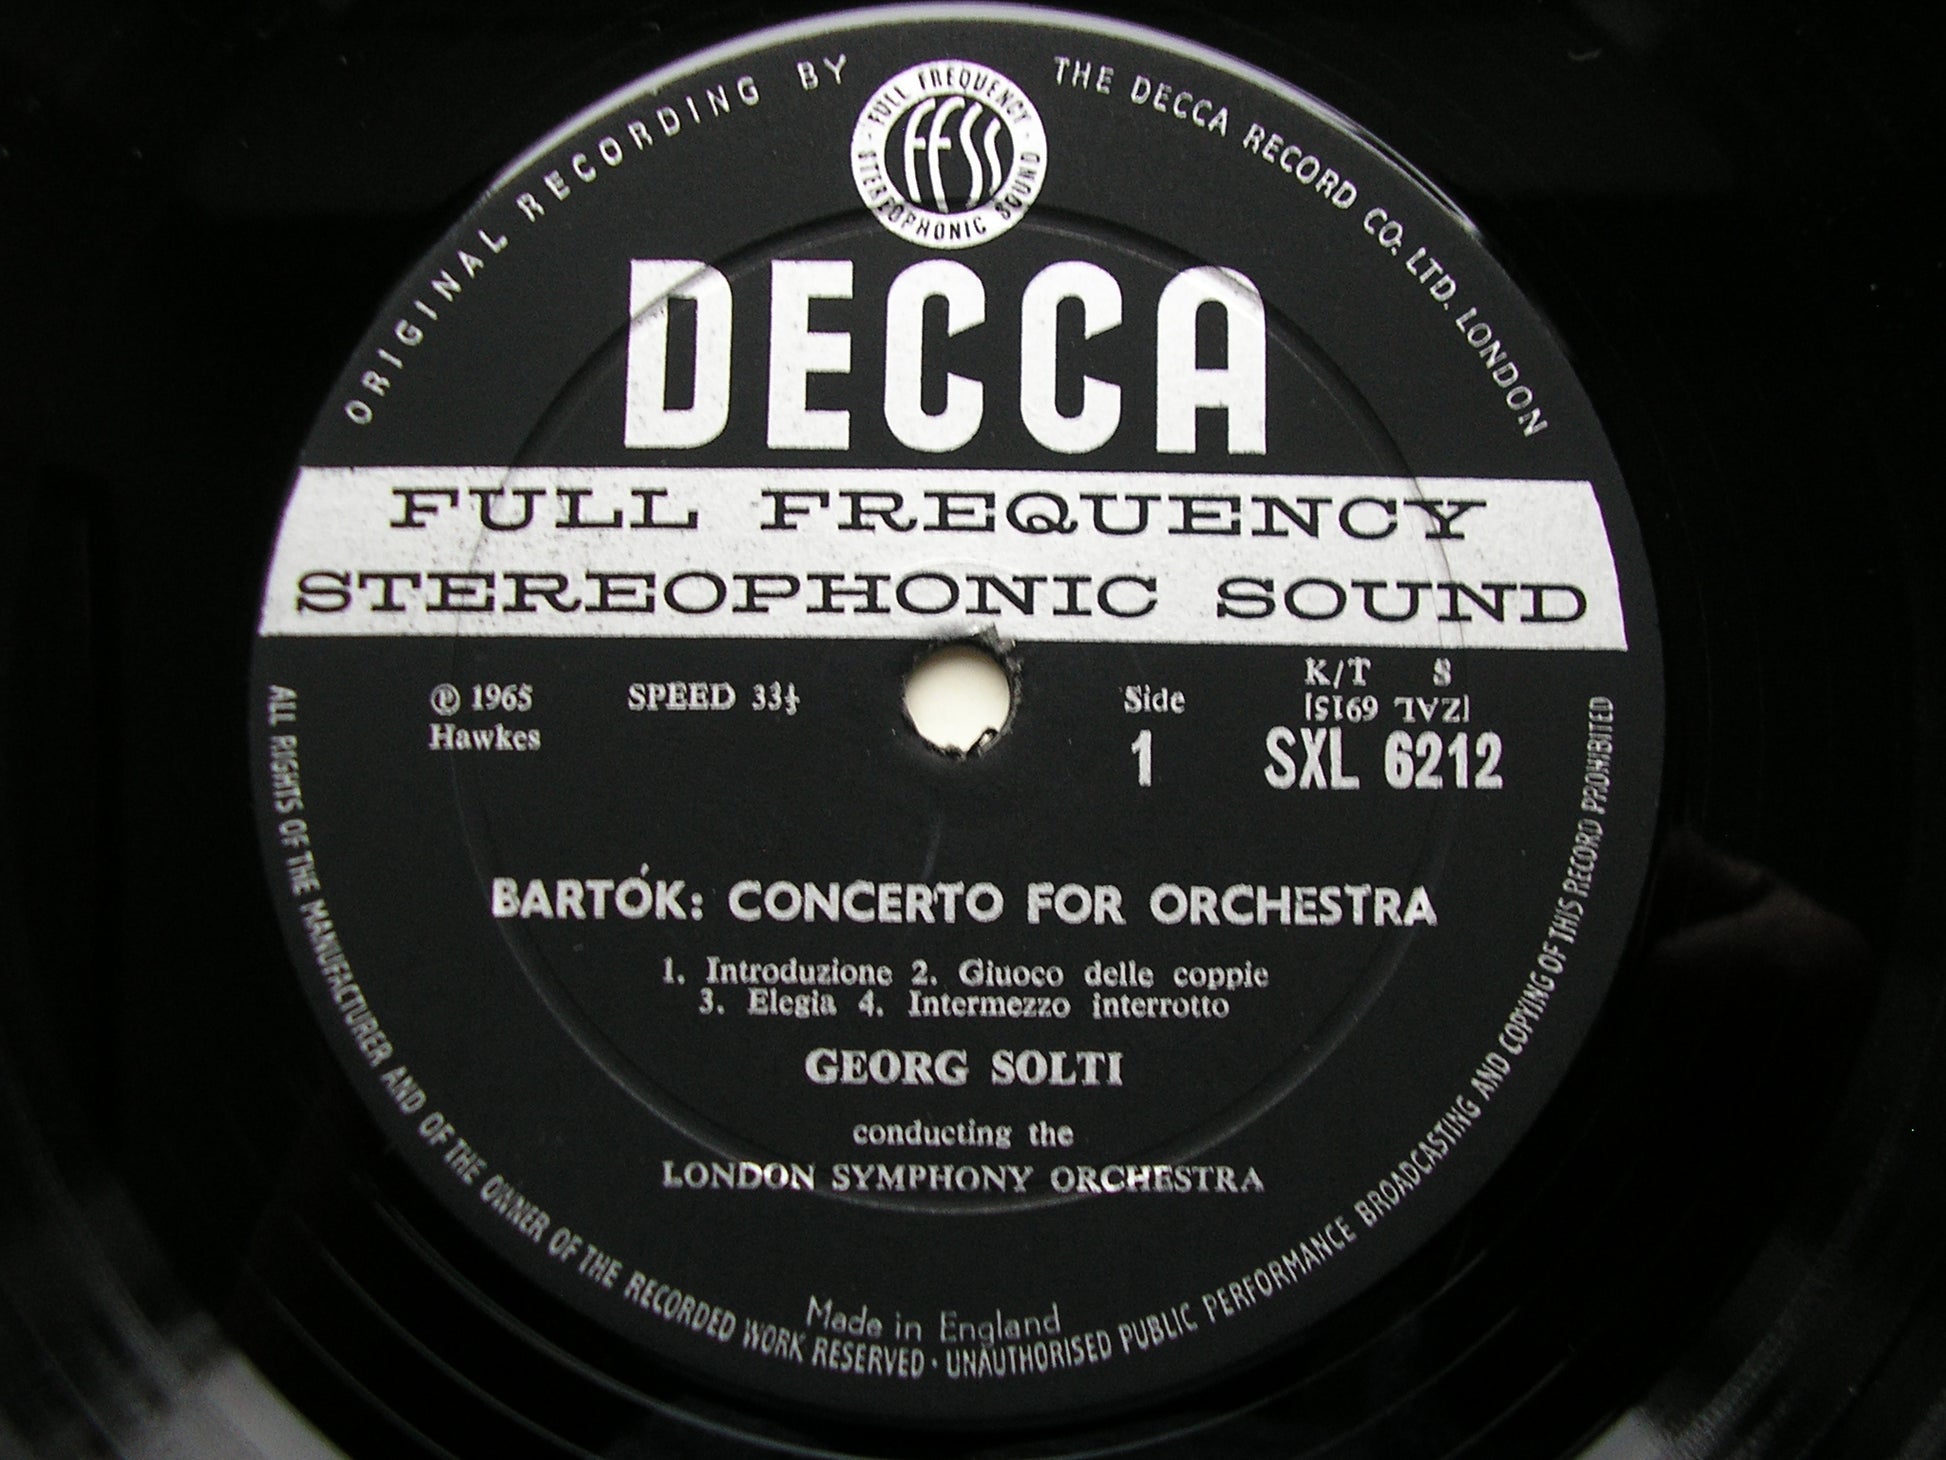 ORIGINAL RECORDING BY THE DECCA RECORD CO. LTD. LONDON
FULL FREQUENCY
FFSS
STEREOPHONIC SOUND
DECCA
FULL FREQUENCY
STEREOPHONIC SOUND
℗ 1965
Hawkes
SPEED 33⅓
Side
1
K/T S
[ZAL 6915]
SXL 6212
BARTÓK: CONCERTO FOR ORCHESTRA
1. Introduzione 2. Giuoco delle coppie
3. Elegia 4. Intermezzo interrotto
GEORG SOLTI
conducting the
LONDON SYMPHONY ORCHESTRA
Made in England
ALL RIGHTS OF THE MANUFACTURER AND OF THE OWNER OF THE RECORDED WORK RESERVED · UNAUTHORISED PUBLIC PERFORMANCE BROADCASTING AND COPYING OF THIS RECORD PROHIBITED